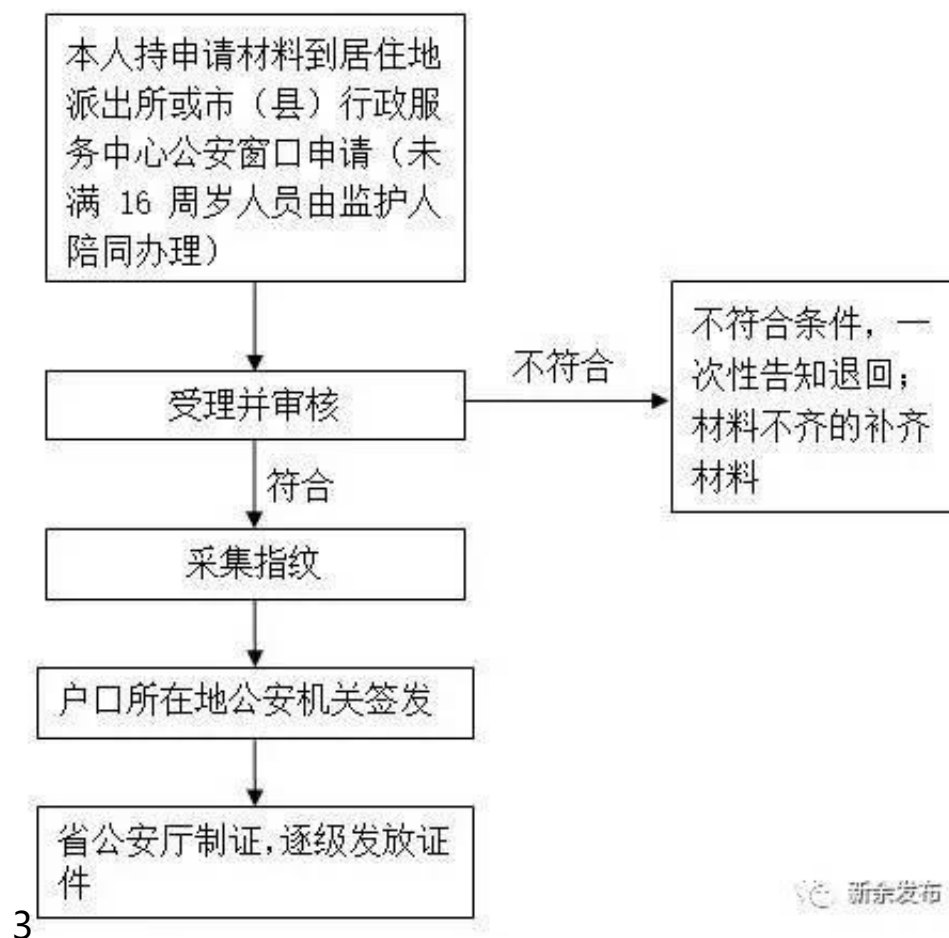 本人持申请材料到居住地
派出所或市（县）行政服
务中心公安窗口申请（未
满 16 周岁人员由监护人
陪同办理）
受理并审核
不符合
不符合条件，一
次性告知退回；
材料不齐的补齐
材料
符合
采集指纹
户口所在地公安机关签发
省公安厅制证,逐级发放证
件
新余发布
3